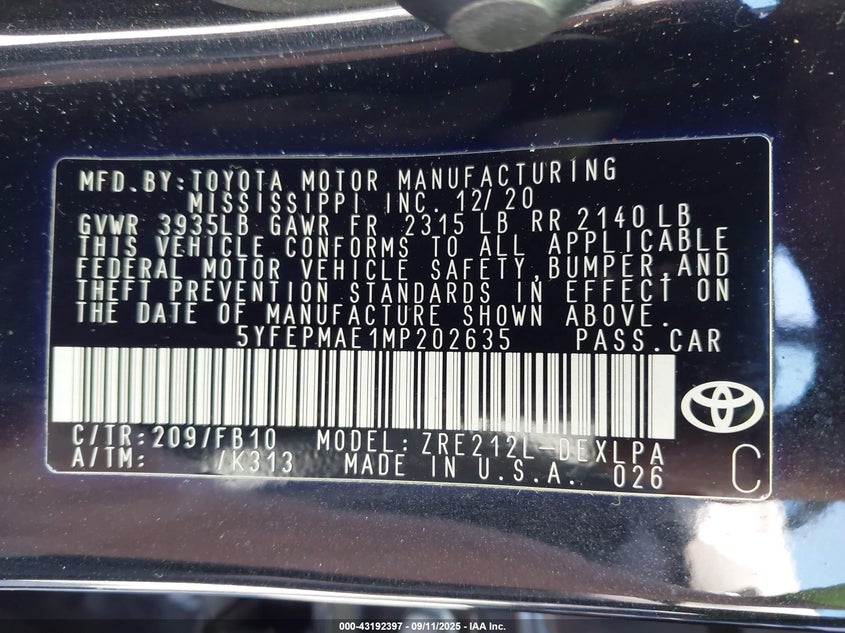 MFD.BY:TOYOTA MOTOR MANUFACTURING
MISSISSIPPI INC. 12/20
GVWR 3935LB GAWR FR 2315 LB RR 2140 LB
THIS VEHICLE CONFORMS TO ALL APPLICABLE
FEDERAL MOTOR VEHICLE SAFETY,BUMPER,AND
THEFT PREVENTION STANDARDS IN EFFECT ON
THE DATE OF MANUFACTURE SHOWN ABOVE.
5YFEPMAE1MP202635 PASS.CAR
C/TR:209/FB10 MODEL:ZRE212L-DEXLPA
A/TM: /K313 MADE IN U.S.A. 026
C
000-43192397 - 09/11/2025 - IAA Inc.